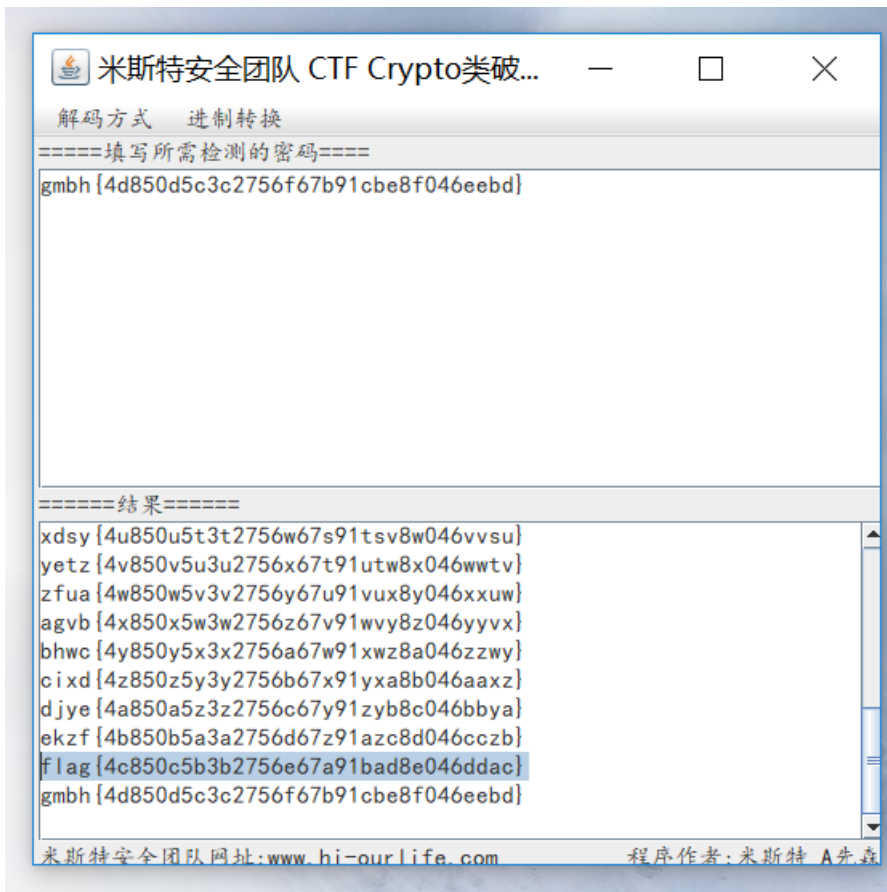 米斯特安全团队 CTF Crypto类破...
解码方式 进制转换
=====填写所需检测的密码====
gmbh{4d850d5c3c2756f67b91cbe8f046eebd}
======结果======
xdsy{4u850u5t3t2756w67s91tsv8w046vvsu}
yetz{4v850v5u3u2756x67t91utw8x046wwtv}
zfua{4w850w5v3v2756y67u91vux8y046xxuw}
agvb{4x850x5w3w2756z67v91wvy8z046yyvx}
bhwc{4y850y5x3x2756a67w91xwz8a046zzwy}
cixd{4z850z5y3y2756b67x91yxa8b046aaxz}
djye{4a850a5z3z2756c67y91zyb8c046bbya}
ekzf{4b850b5a3a2756d67z91azc8d046cczb}
flag{4c850c5b3b2756e67a91bad8e046ddac}
gmbh{4d850d5c3c2756f67b91cbe8f046eebd}
米斯特安全团队网址:www.hi-ourlife.com 程序作者:米斯特 A先森